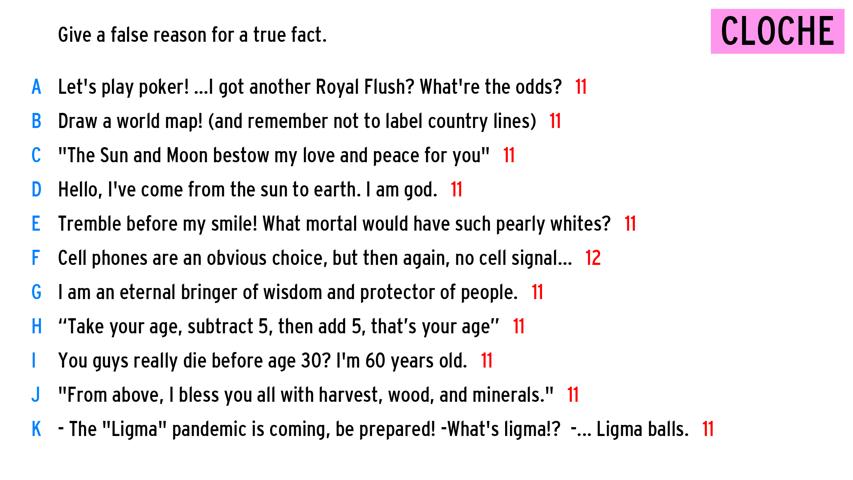 Give a false reason for a true fact.
CLOCHE
A Let's play poker! ...I got another Royal Flush? What're the odds? 11
B Draw a world map! (and remember not to label country lines) 11
C "The Sun and Moon bestow my love and peace for you" 11
D Hello, I've come from the sun to earth. I am god. 11
E Tremble before my smile! What mortal would have such pearly whites? 11
F Cell phones are an obvious choice, but then again, no cell signal... 12
G I am an eternal bringer of wisdom and protector of people. 11
H “Take your age, subtract 5, then add 5, that’s your age” 11
I You guys really die before age 30? I'm 60 years old. 11
J "From above, I bless you all with harvest, wood, and minerals." 11
K - The "Ligma" pandemic is coming, be prepared! -What's ligma!? -... Ligma balls. 11